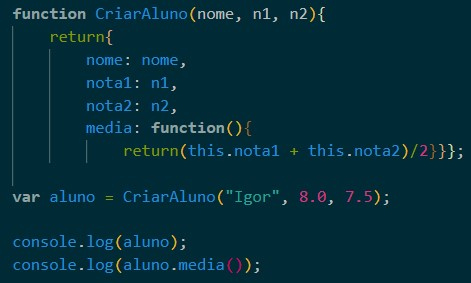 function CriarAluno(nome, n1, n2){
    return{
        nome: nome,
        nota1: n1,
        nota2: n2,
        media: function(){
            return(this.nota1 + this.nota2)/2}}};

var aluno = CriarAluno("Igor", 8.0, 7.5);

console.log(aluno);
console.log(aluno.media());